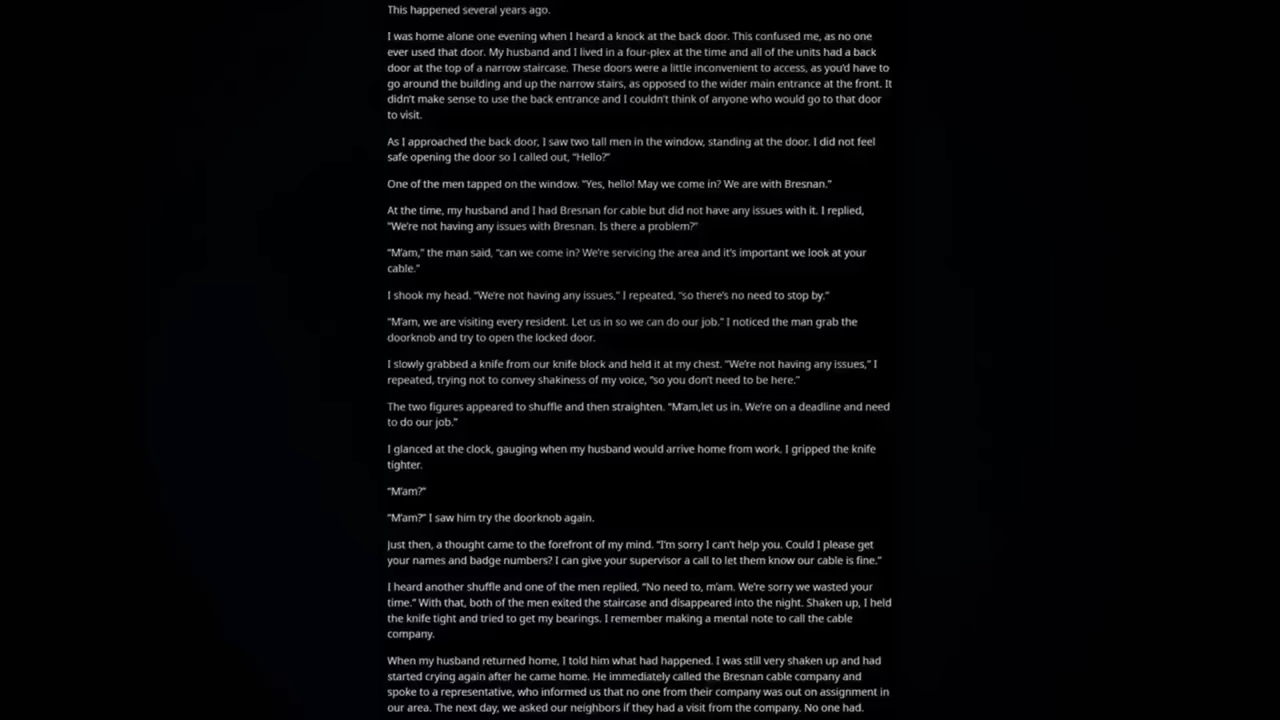 This happened several years ago.
I was home alone one evening when I heard a knock at the back door. This confused me, as no one
ever used that door. My husband and I lived in a four-plex at the time and all of the units had a back
door at the top of a narrow staircase. These doors were a little inconvenient to access, as you'd have to
go around the building and up the narrow stairs, as opposed to the wider main entrance at the front. It
didn't make sense to use the back entrance and I couldn't think of anyone who would go to that door
to visit.
As I approached the back door, I saw two tall men in the window, standing at the door. I did not feel
safe opening the door so I called out, "Hello?"
One of the men tapped on the window. "Yes, hello! May we come in? We are with Bresnan."
At the time, my husband and I had Bresnan for cable but did not have any issues with it. I replied,
"We're not having any issues with Bresnan. Is there a problem?"
"M'am," the man said, "can we come in? We're servicing the area and it's important we look at your
cable."
I shook my head. "We're not having any issues," I repeated, "so there's no need to stop by."
"M'am, we are visiting every resident. Let us in so we can do our job." I noticed the man grab the
doorknob and try to open the locked door.
I slowly grabbed a knife from our knife block and held it at my chest. "We're not having any issues," I
repeated, trying not to convey shakiness of my voice, "so you don't need to be here."
The two figures appeared to shuffle and then straighten. "M'am,let us in. We're on a deadline and need
to do our job."
I glanced at the clock, gauging when my husband would arrive home from work. I gripped the knife
tighter.
"M'am?"
"M'am?" I saw him try the doorknob again.
Just then, a thought came to the forefront of my mind. "I'm sorry I can't help you. Could I please get
your names and badge numbers? I can give your supervisor a call to let them know our cable is fine."
I heard another shuffle and one of the men replied, "No need to, m'am. We're sorry we wasted your
time." With that, both of the men exited the staircase and disappeared into the night. Shaken up, I held
the knife tight and tried to get my bearings. I remember making a mental note to call the cable
company.
When my husband returned home, I told him what had happened. I was still very shaken up and had
started crying again after he came home. He immediately called the Bresnan cable company and
spoke to a representative, who informed us that no one from their company was out on assignment in
our area. The next day, we asked our neighbors if they had a visit from the company. No one had.